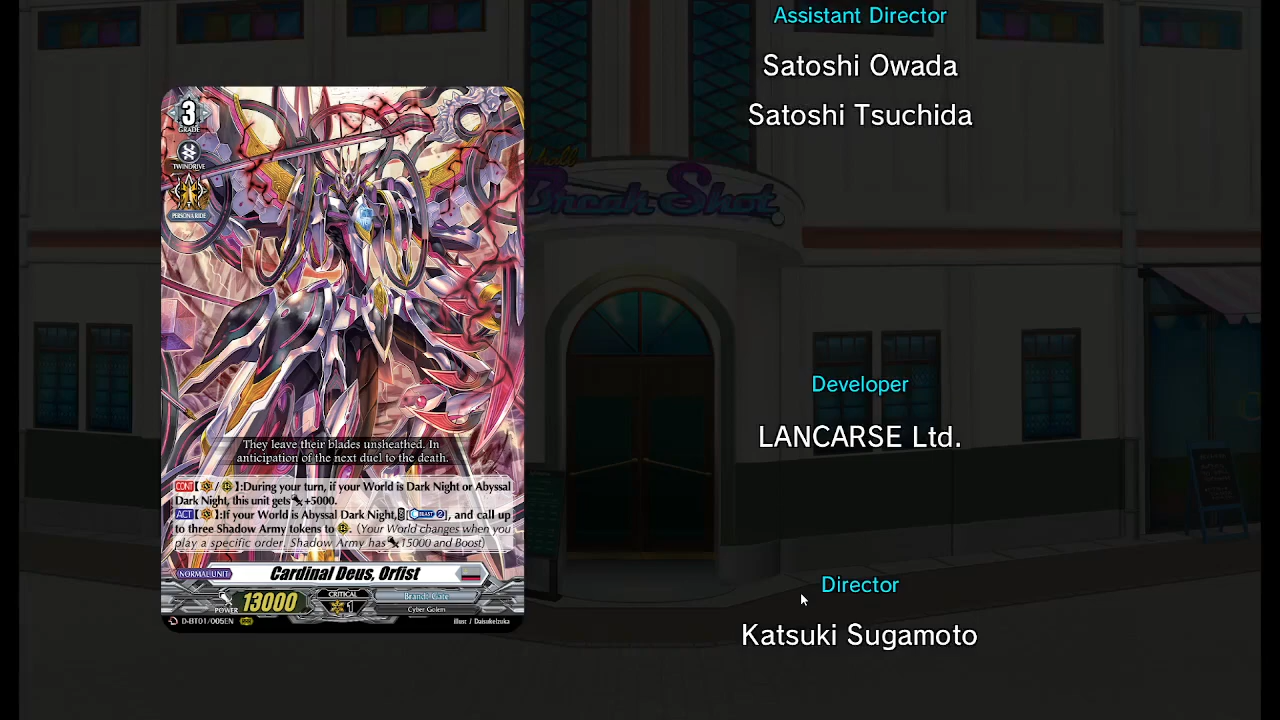 Assistant Director
Satoshi Owada
Satoshi Tsuchida
Developer
LANCARSE Ltd.
Director
Katsuki Sugamoto
Break Shot
3
GRADE
TWINDRIVE
PERSONA RIDE
They leave their blades unsheathed. In
anticipation of the next duel to the death.
CONT【 / 】:During your turn, if your World is Dark Night or Abyssal
Dark Night, this unit gets +5000.
ACT【 】:If your World is Abyssal Dark Night, [ BLAST 2], and call up
to three Shadow Army tokens to . (Your World changes when you
play a specific order. Shadow Army has 15000 and Boost)
NORMAL UNIT
Cardinal Deus, Orfist
POWER 13000
CRITICAL
1
Brandt Gate
Cyber Golem
D-BT01/005EN RRR
Illust / DaisukeIzuka